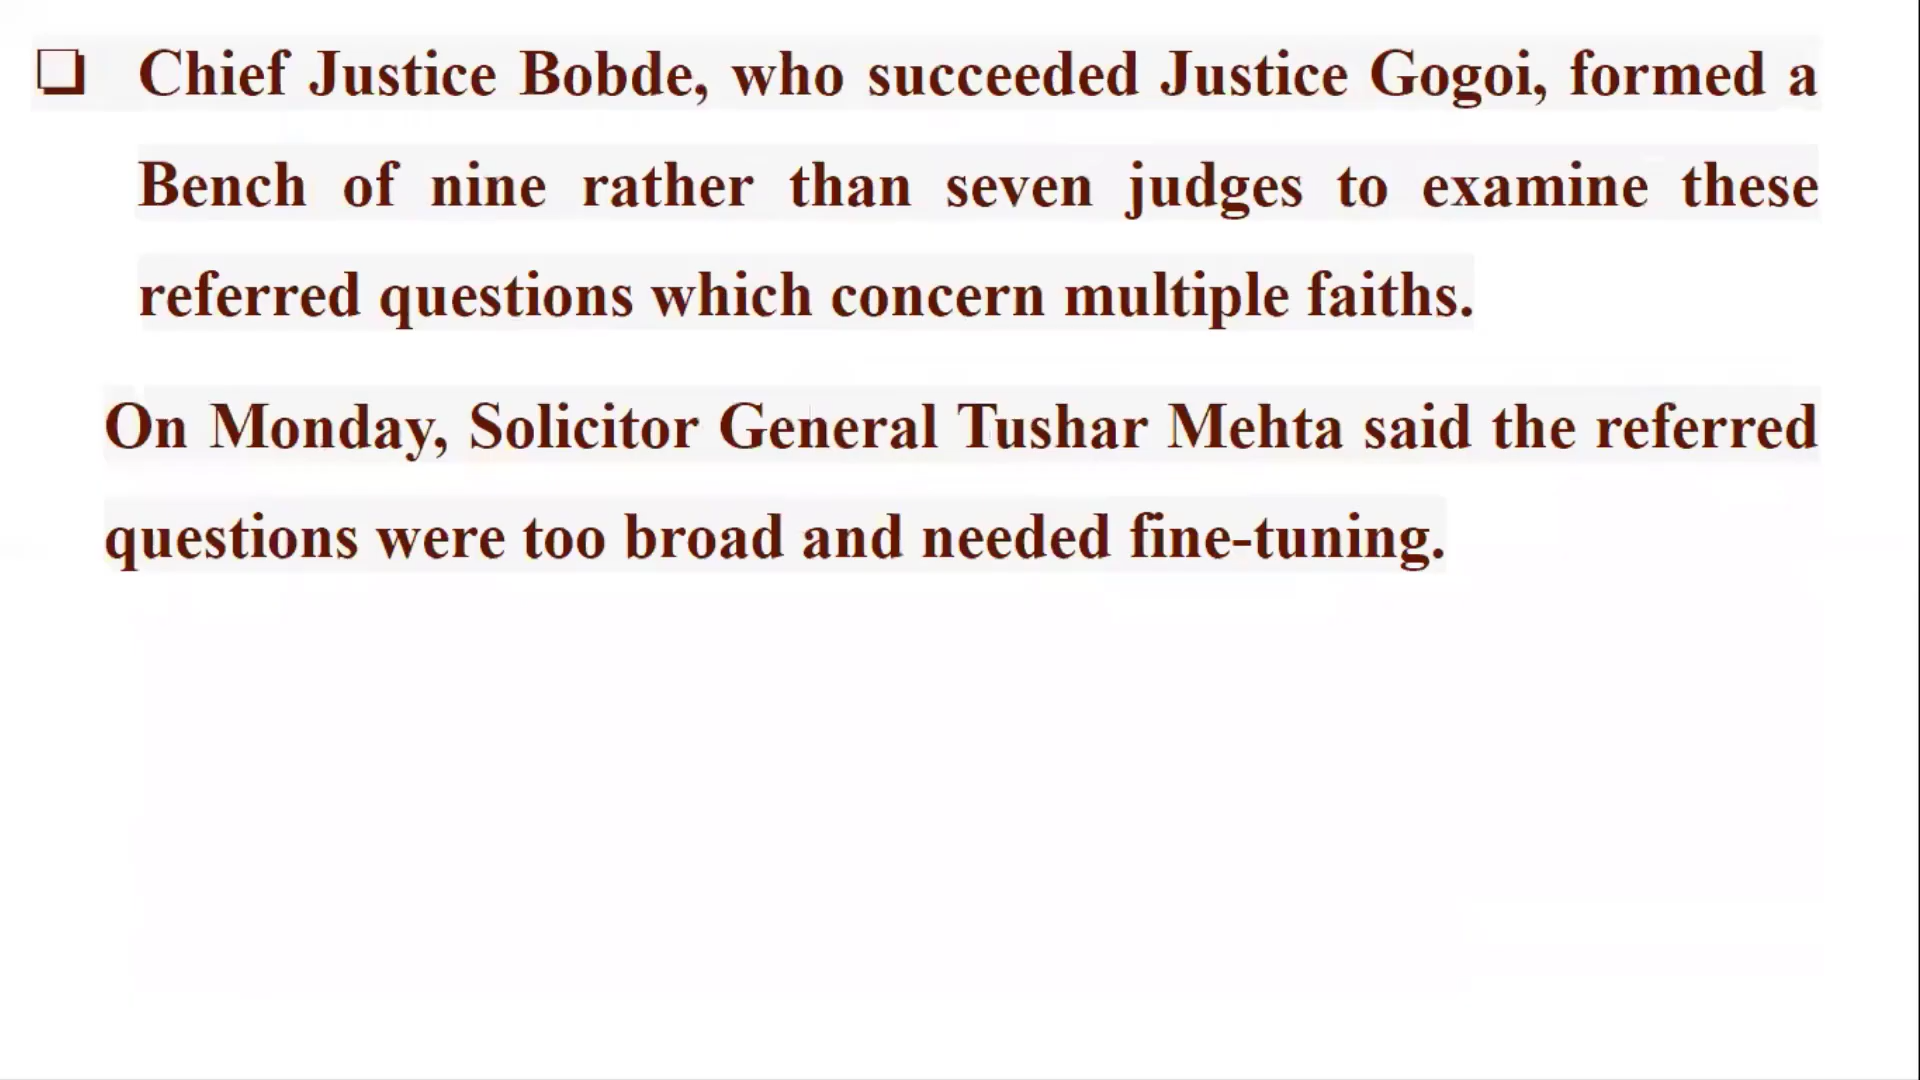 ❑ Chief Justice Bobde, who succeeded Justice Gogoi, formed a
Bench of nine rather than seven judges to examine these
referred questions which concern multiple faiths.
On Monday, Solicitor General Tushar Mehta said the referred
questions were too broad and needed fine-tuning.